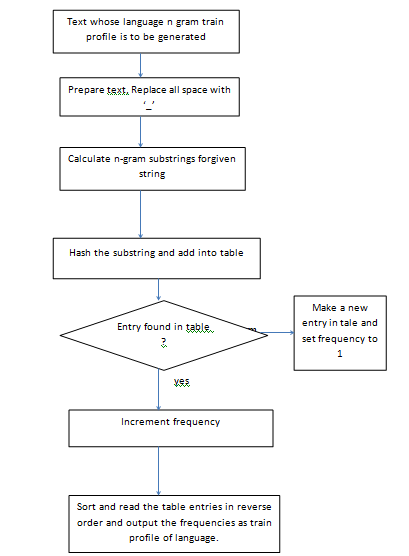 Text whose language n gram train
profile is to be generated
Prepare text. Replace all space with
‘_’
Calculate n-gram substrings forgiven
string
Hash the substring and add into table
Entry found in table
?
Make a new
entry in tale and
set frequency to
1
yes
Increment frequency
Sort and read the table entries in reverse
order and output the frequencies as train
profile of language.